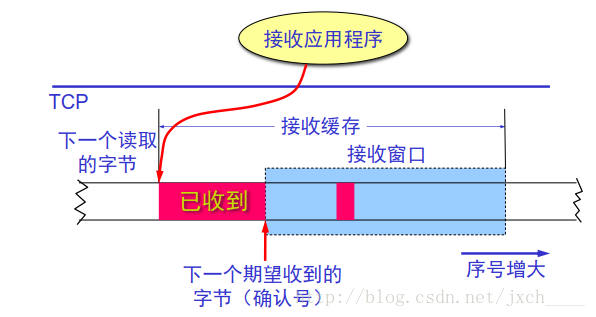 接收应用程序
TCP
下一个读取
的字节
接收缓存
接收窗口
已收到
下一个期望收到的
字节（确认号）
序号增大
http://blog.csdn.net/jxch____